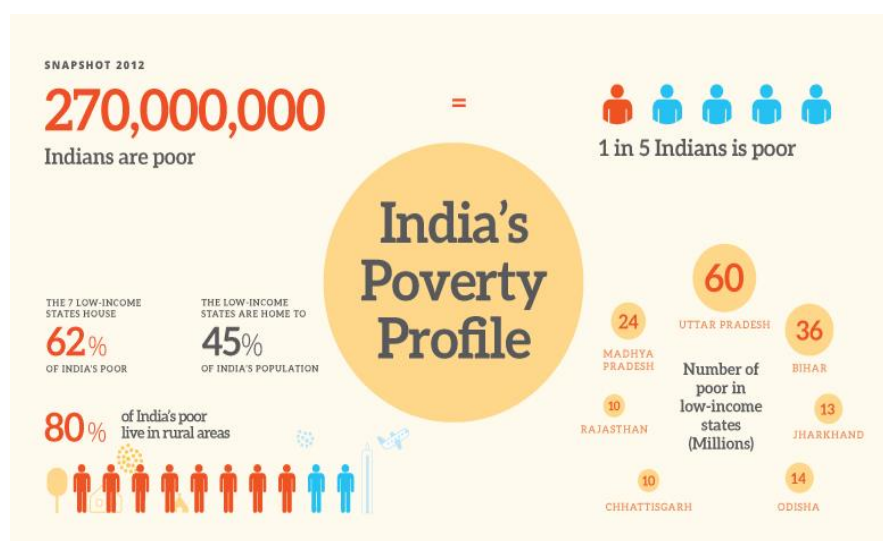 SNAPSHOT 2012
270,000,000
Indians are poor
=
1 in 5 Indians is poor
India's
Poverty
Profile
THE 7 LOW-INCOME
STATES HOUSE
62%
OF INDIA'S POOR
THE LOW-INCOME
STATES ARE HOME TO
45%
OF INDIA'S POPULATION
80%
of India's poor
live in rural areas
60
UTTAR PRADESH
24
MADHYA
PRADESH
36
BIHAR
Number of
poor in
low-income
states
(Millions)
10
RAJASTHAN
13
JHARKHAND
10
CHHATTISGARH
14
ODISHA